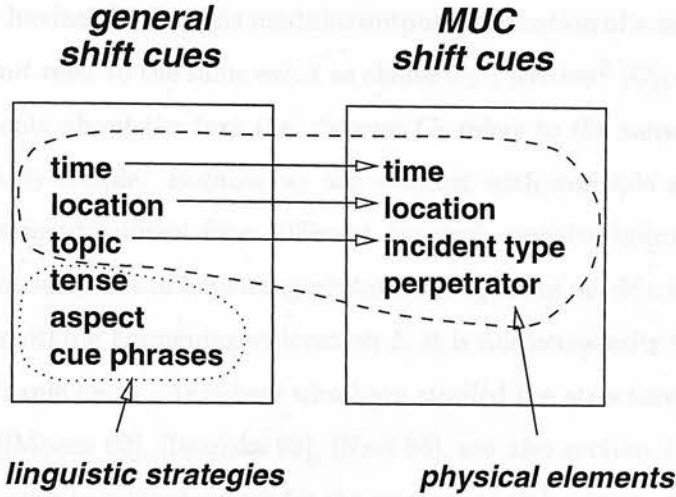 general
shift cues
MUC
shift cues
time
location
topic
tense
aspect
cue phrases
time
location
incident type
perpetrator
linguistic strategies
physical elements